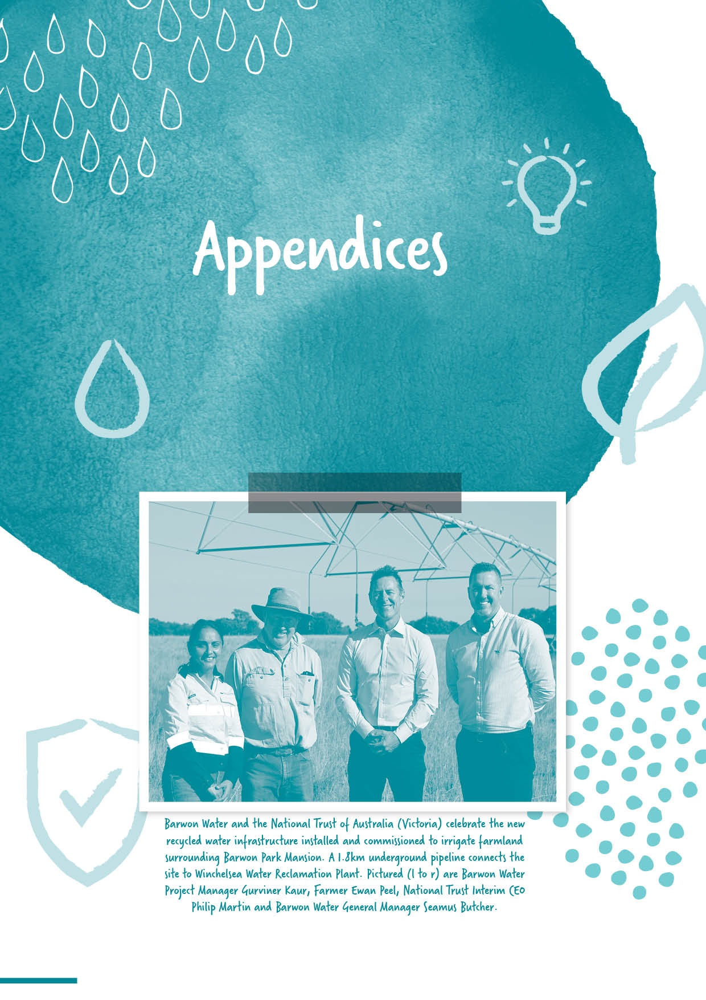 Appendices
Barwon Water and the National Trust of Australia (Victoria) celebrate the new
recycled water infrastructure installed and commissioned to irrigate farmland
surrounding Barwon Park Mansion. A 1.8km underground pipeline connects the
site to Winchelsea Water Reclamation Plant. Pictured (l to r) are Barwon Water
Project Manager Gurviner Kaur, Farmer Ewan Peel, National Trust Interim CEO
Philip Martin and Barwon Water General Manager Seamus Butcher.